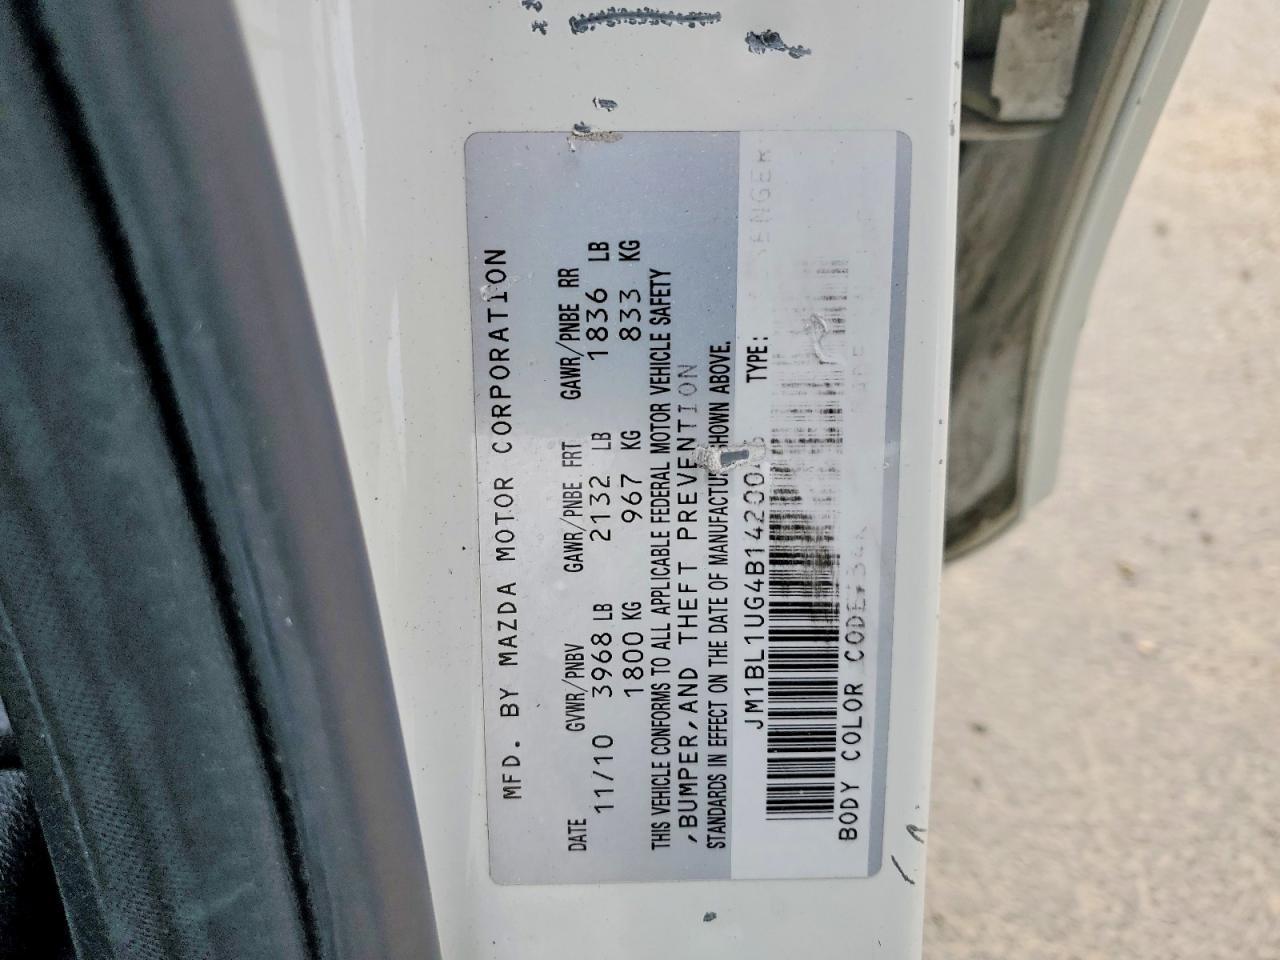 MFD. BY MAZDA MOTOR CORPORATION
DATE GVWR/PNBV GAWR/PNBE FRT GAWR/PNBE RR
11/10 3968 LB 2132 LB 1836 LB
1800 KG 967 KG 833 KG
THIS VEHICLE CONFORMS TO ALL APPLICABLE FEDERAL MOTOR VEHICLE SAFETY
,BUMPER,AND THEFT PREVENTION
STANDARDS IN EFFECT ON THE DATE OF MANUFACTURE SHOWN ABOVE.
TYPE:
BODY COLOR CODE: